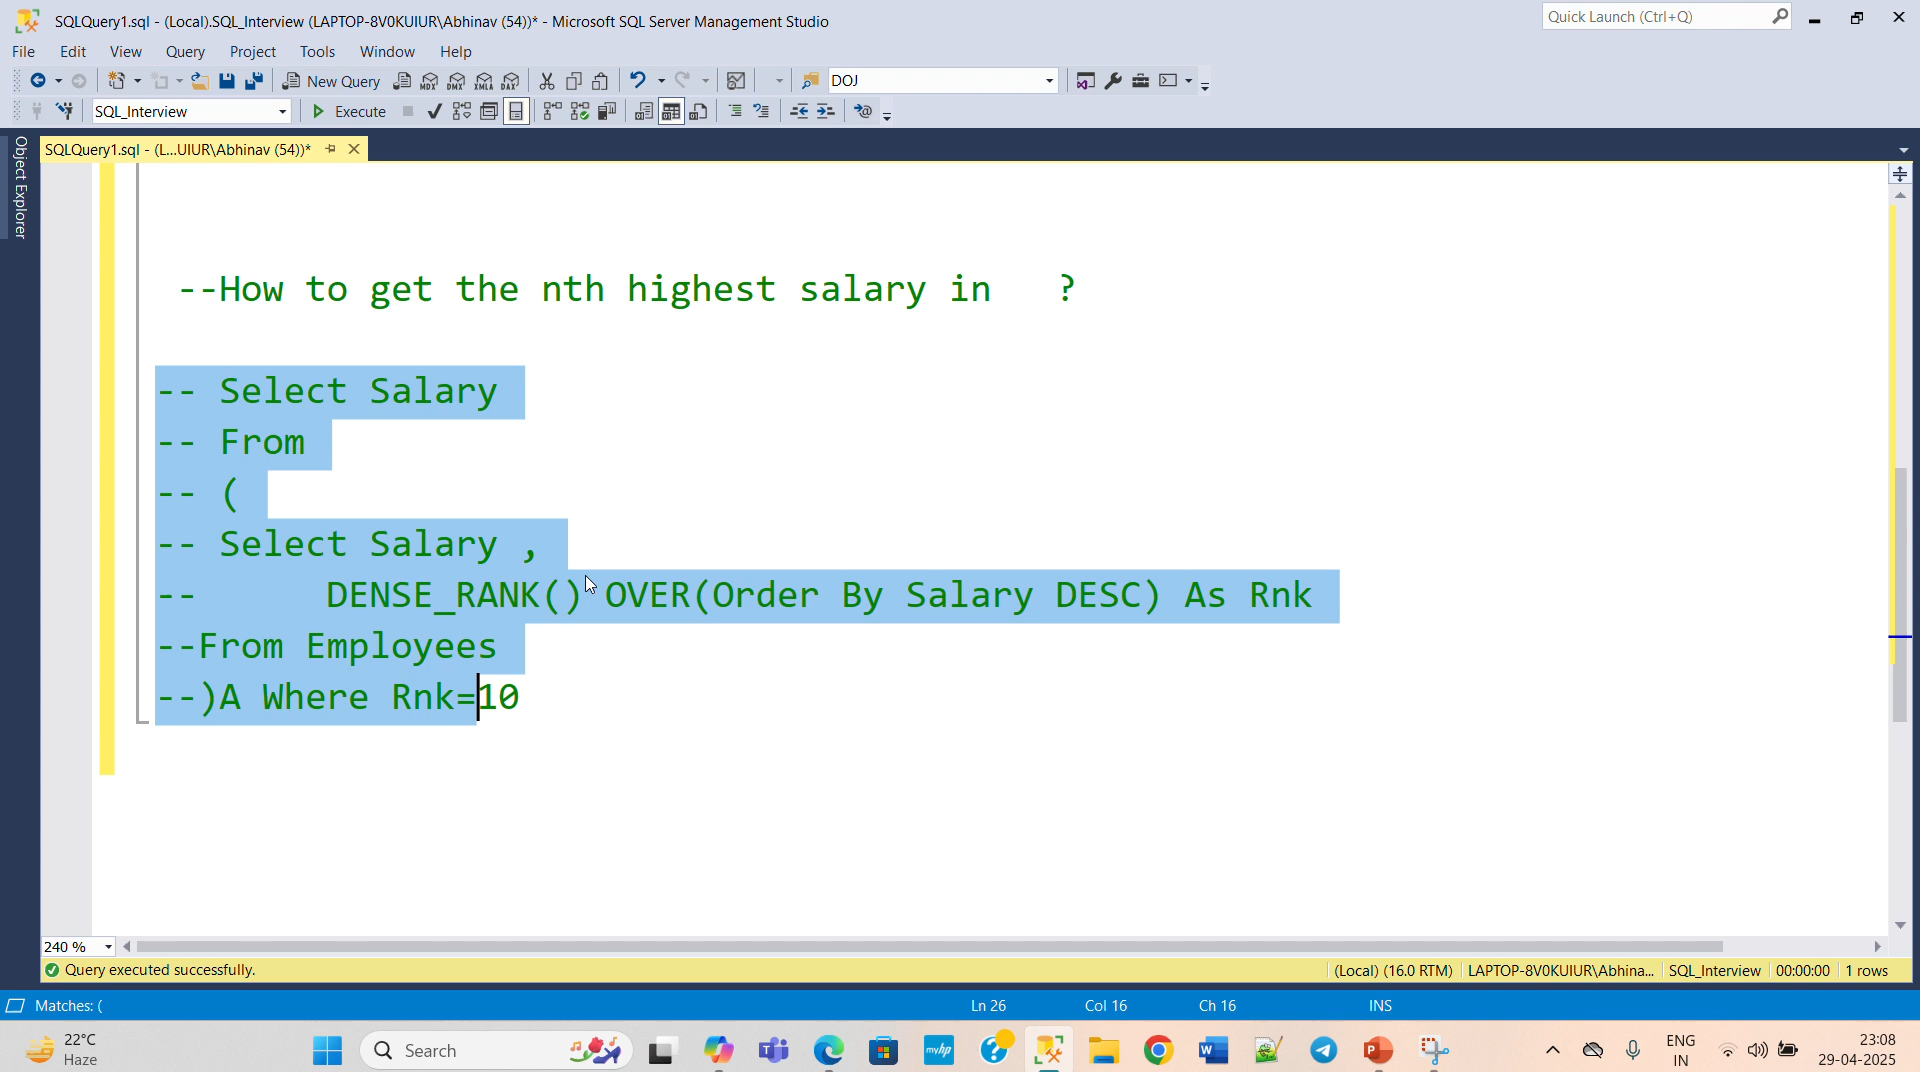 SQLQuery1.sql - (Local).SQL_Interview (LAPTOP-8V0KUIUR\Abhinav (54))* - Microsoft SQL Server Management Studio
Quick Launch (Ctrl+Q)
File Edit View Query Project Tools Window Help
New Query MDX DMX XMLA DAX DOJ
SQL_Interview Execute
SQLQuery1.sql - (L...UIUR\Abhinav (54))*
Object Explorer
--How to get the nth highest salary in ?
-- Select Salary
-- From
-- (
-- Select Salary ,
-- DENSE_RANK() OVER(Order By Salary DESC) As Rnk
--From Employees
--)A Where Rnk=10
240 %
Query executed successfully.
(Local) (16.0 RTM) LAPTOP-8V0KUIUR\Abhina... SQL_Interview 00:00:00 1 rows
Matches: ( Ln 26 Col 16 Ch 16 INS
22°C
Haze
Search
myhp
ENG
IN
23:08
29-04-2025